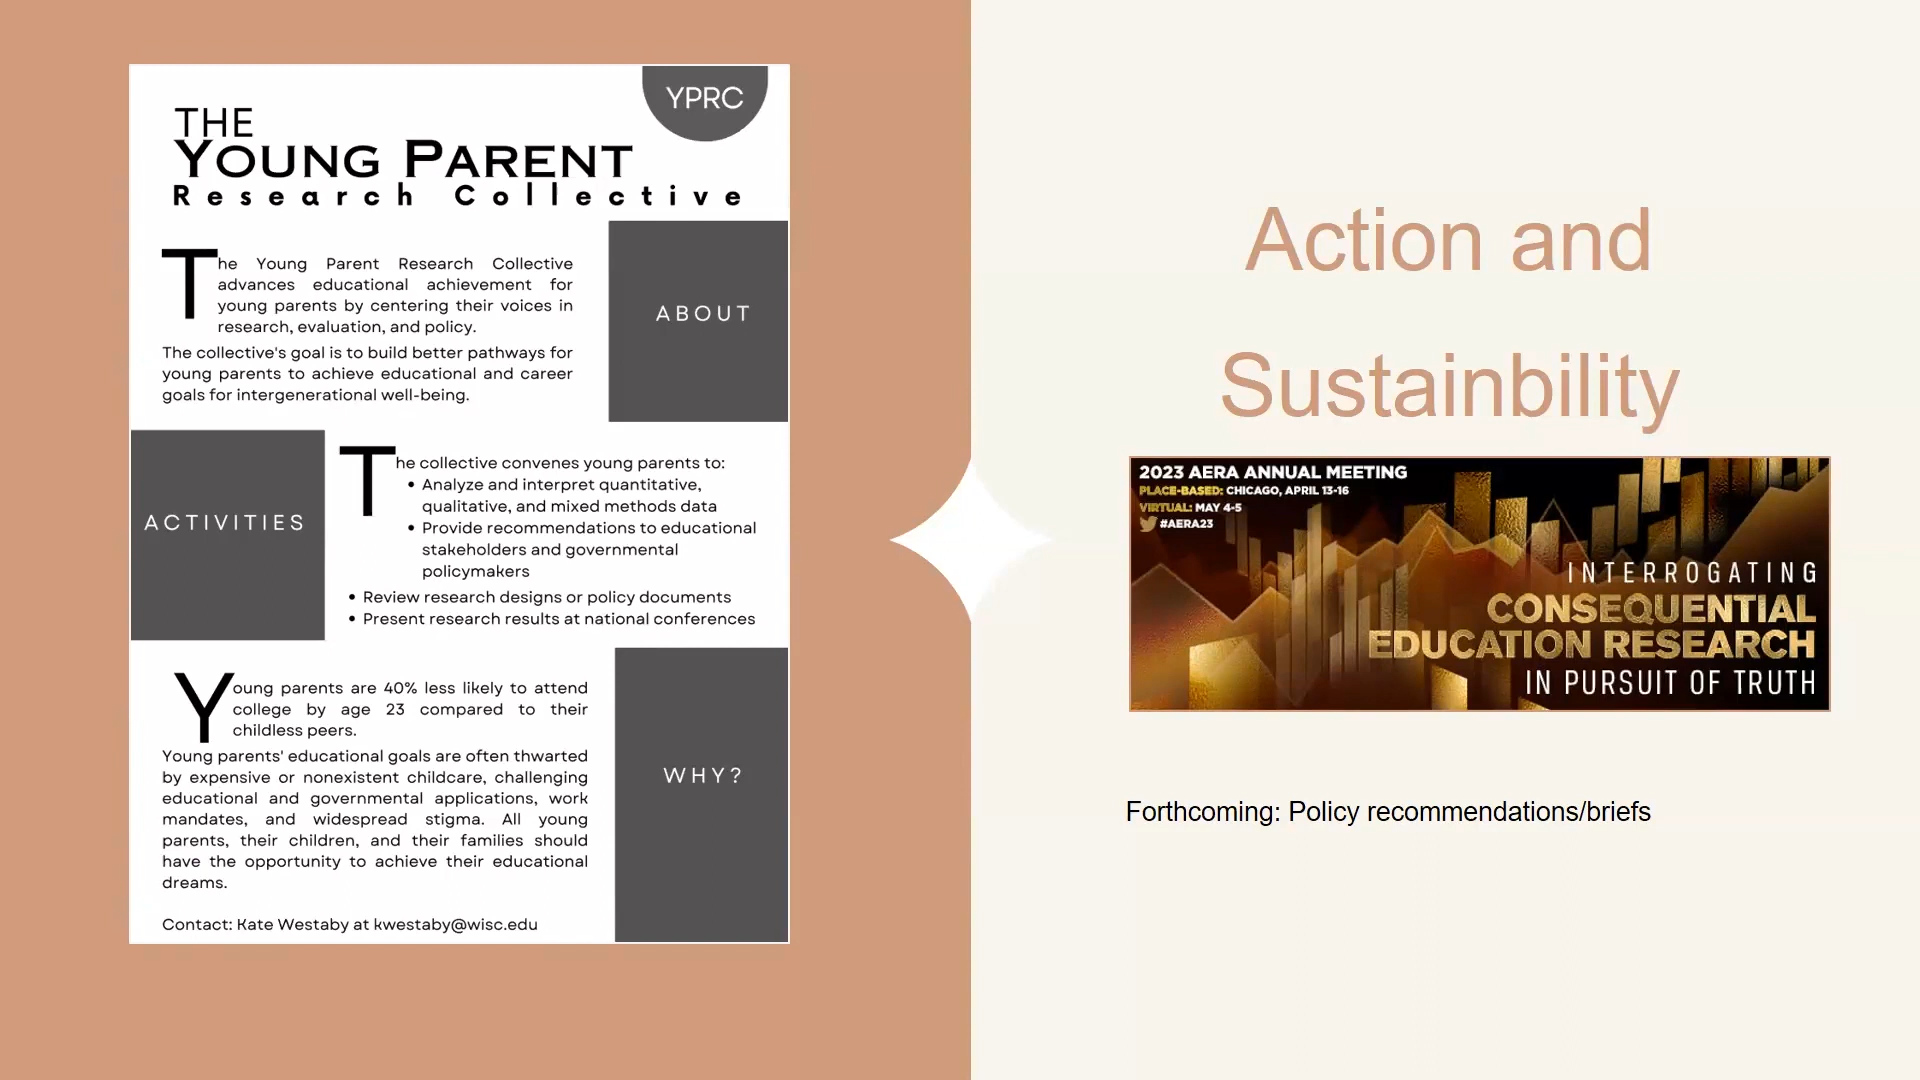 YPRC
THE
YOUNG PARENT
Research Collective
The Young Parent Research Collective
advances educational achievement for
young parents by centering their voices in
research, evaluation, and policy.
The collective's goal is to build better pathways for
young parents to achieve educational and career
goals for intergenerational well-being.
ABOUT
ACTIVITIES
The collective convenes young parents to:
• Analyze and interpret quantitative,
qualitative, and mixed methods data
• Provide recommendations to educational
stakeholders and governmental
policymakers
• Review research designs or policy documents
• Present research results at national conferences
Young parents are 40% less likely to attend
college by age 23 compared to their
childless peers.
Young parents' educational goals are often thwarted
by expensive or nonexistent childcare, challenging
educational and governmental applications, work
mandates, and widespread stigma. All young
parents, their children, and their families should
have the opportunity to achieve their educational
dreams.
Contact: Kate Westaby at kwestaby@wisc.edu
WHY?
Action and
Sustainbility
2023 AERA ANNUAL MEETING
PLACE-BASED: CHICAGO, APRIL 13-16
VIRTUAL: MAY 4-5
#AERA23
INTERROGATING
CONSEQUENTIAL
EDUCATION RESEARCH
IN PURSUIT OF TRUTH
Forthcoming: Policy recommendations/briefs